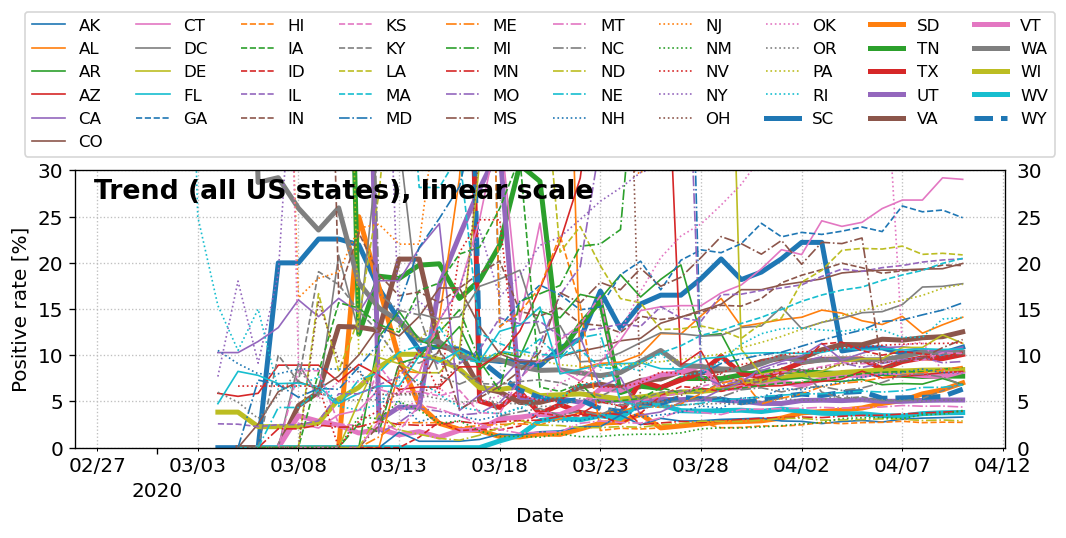 AK CT HI KS ME MT NJ OK SD VT
AL DC IA KY MI NC NM OR TN WA
AR DE ID LA MN ND NV PA TX WI
AZ FL IL MA MO NE NY RI UT WV
CA GA IN MD MS NH OH SC VA WY
CO
Trend (all US states), linear scale
30 30
25 25
20 20
15 15
10 10
5 5
0 0
Positive rate [%]
02/27 03/03 03/08 03/13 03/18 03/23 03/28 04/02 04/07 04/12
2020
Date